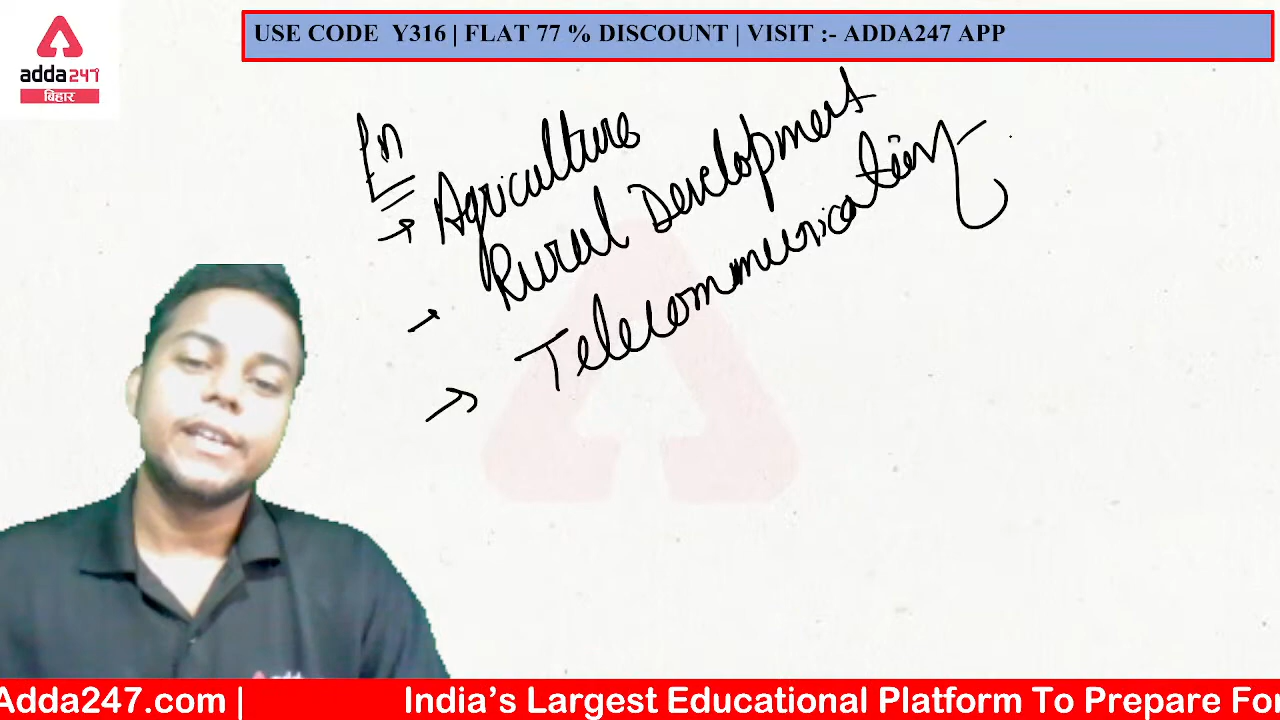 USE CODE Y316 | FLAT 77 % DISCOUNT | VISIT :- ADDA247 APP
adda247
बिहार
In
→ Agriculture
→ Rural Development
→ Telecommunication
Adda247.com | India's Largest Educational Platform To Prepare For